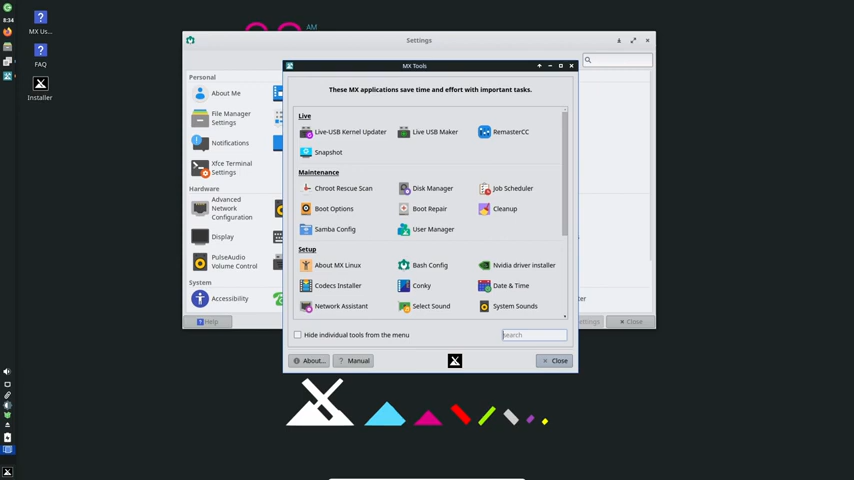 8:34
AM
MX Us...
FAQ
Installer
Settings
Personal
About Me
File Manager Settings
Notifications
Xfce Terminal Settings
Hardware
Advanced Network Configuration
Display
PulseAudio Volume Control
System
Accessibility
Help
MX Tools
These MX applications save time and effort with important tasks.
Live
Live-USB Kernel Updater
Live USB Maker
RemasterCC
Snapshot
Maintenance
Chroot Rescue Scan
Disk Manager
Job Scheduler
Boot Options
Boot Repair
Cleanup
Samba Config
User Manager
Setup
About MX Linux
Bash Config
Nvidia driver installer
Codecs Installer
Conky
Date & Time
Network Assistant
Select Sound
System Sounds
Hide individual tools from the menu
search
About...
? Manual
Close
Close